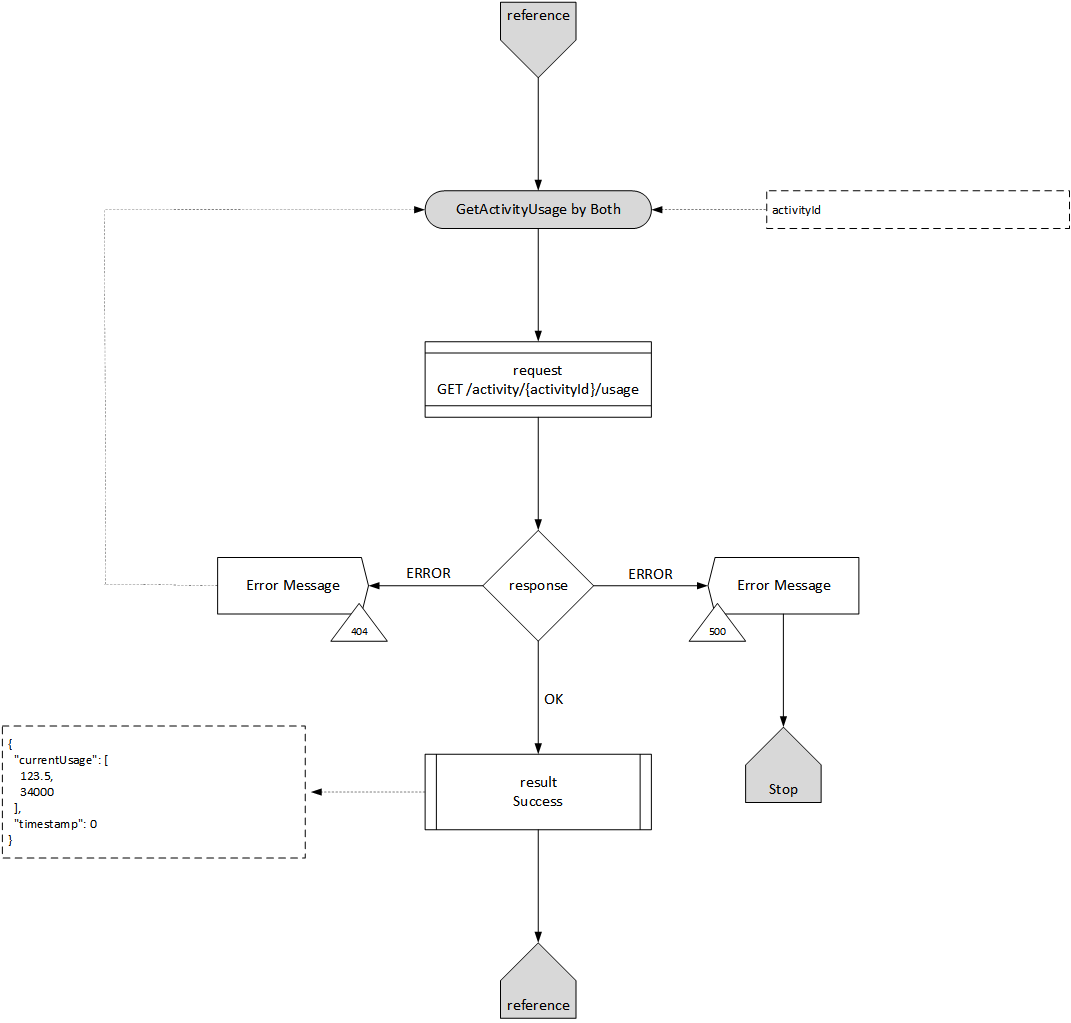 reference
GetActivityUsage by Both
activityId
request
GET /activity/{activityId}/usage
Error Message
ERROR
response
ERROR
Error Message
404
500
OK
{
"currentUsage": [
123.5,
34000
],
"timestamp": 0
}
result
Success
Stop
reference